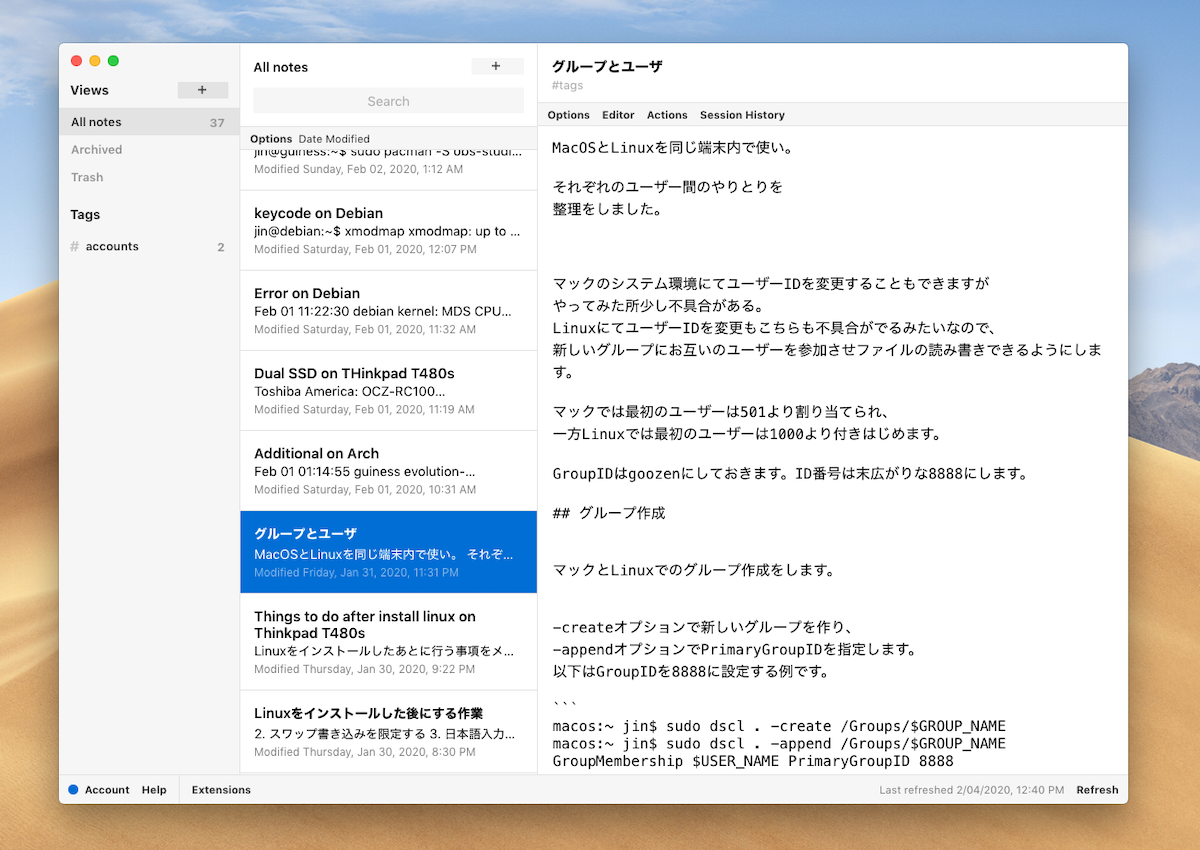 Views
+
All notes 37
Archived
Trash
Tags
# accounts 2
All notes
+
Search
Options Date Modified
jin@guiness:~$ sudo pacman -S obs-studi...
Modified Sunday, Feb 02, 2020, 1:12 AM
keycode on Debian
jin@debian:~$ xmodmap xmodmap: up to ...
Modified Saturday, Feb 01, 2020, 12:07 PM
Error on Debian
Feb 01 11:22:30 debian kernel: MDS CPU...
Modified Saturday, Feb 01, 2020, 11:32 AM
Dual SSD on THinkpad T480s
Toshiba America: OCZ-RC100...
Modified Saturday, Feb 01, 2020, 11:19 AM
Additional on Arch
Feb 01 01:14:55 guiness evolution-...
Modified Saturday, Feb 01, 2020, 10:31 AM
グループとユーザ
MacOSとLinuxを同じ端末内で使い。 それぞ...
Modified Friday, Jan 31, 2020, 11:31 PM
Things to do after install linux on
Thinkpad T480s
Linuxをインストールしたあとに行う事項をメ...
Modified Thursday, Jan 30, 2020, 9:22 PM
Linuxをインストールした後にする作業
2. スワップ書き込みを限定する 3. 日本語入力...
Modified Thursday, Jan 30, 2020, 8:30 PM
グループとユーザ
#tags
Options Editor Actions Session History
MacOSとLinuxを同じ端末内で使い。
それぞれのユーザー間のやりとりを
整理をしました。
マックのシステム環境にてユーザーIDを変更することもできますが
やってみた所少し不具合がある。
LinuxにてユーザーIDを変更もこちらも不具合がでるみたいなので、
新しいグループにお互いのユーザーを参加させファイルの読み書きできるようにしま
す。
マックでは最初のユーザーは501より割り当てられ、
一方Linuxでは最初のユーザーは1000より付きはじめます。
GroupIDはgoozenにしておきます。ID番号は末広がりな8888にします。
## グループ作成
マックとLinuxでのグループ作成をします。
-createオプションで新しいグループを作り、
-appendオプションでPrimaryGroupIDを指定します。
以下はGroupIDを8888に設定する例です。
```
macos:~ jin$ sudo dscl . -create /Groups/$GROUP_NAME
macos:~ jin$ sudo dscl . -append /Groups/$GROUP_NAME
GroupMembership $USER_NAME PrimaryGroupID 8888
Account Help Extensions
Last refreshed 2/04/2020, 12:40 PM Refresh